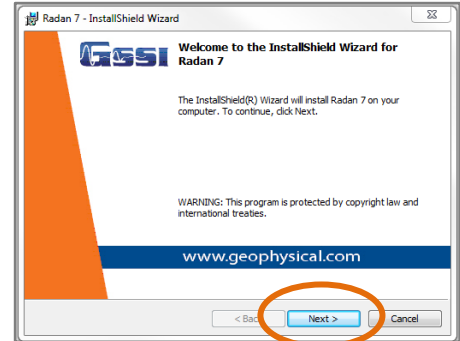 Radan 7 - InstallShield Wizard
GSSI
Welcome to the InstallShield Wizard for
Radan 7
The InstallShield(R) Wizard will install Radan 7 on your
computer. To continue, click Next.
WARNING: This program is protected by copyright law and
international treaties.
www.geophysical.com
< Back Next > Cancel